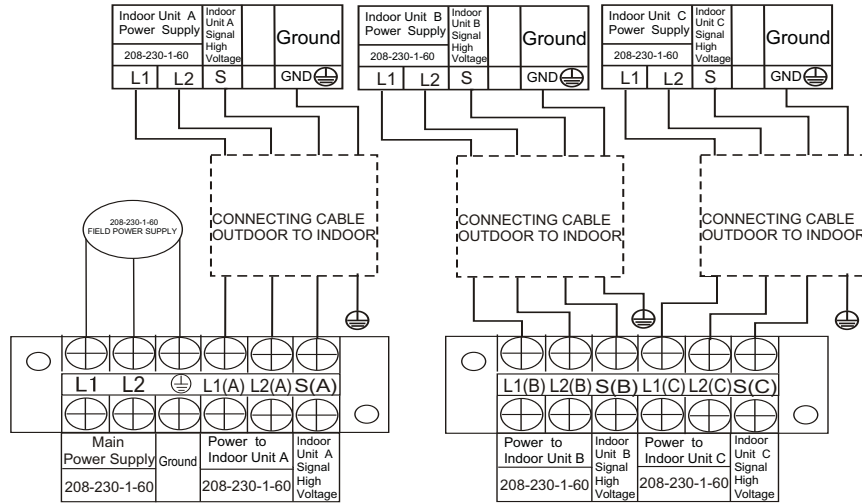 Indoor Unit A
Power Supply
208-230-1-60
Indoor
Unit A
Signal
High
Voltage
Ground
L1 L2 S GND
Indoor Unit B
Power Supply
208-230-1-60
Indoor
Unit B
Signal
High
Voltage
Ground
L1 L2 S GND
Indoor Unit C
Power Supply
208-230-1-60
Indoor
Unit C
Signal
High
Voltage
Ground
L1 L2 S GND
208-230-1-60
FIELD POWER SUPPLY
CONNECTING CABLE
OUTDOOR TO INDOOR
CONNECTING CABLE
OUTDOOR TO INDOOR
CONNECTING CABLE
OUTDOOR TO INDOOR
L1 L2 L1(A) L2(A) S(A)
Main
Power Supply
208-230-1-60
Ground
Power to
Indoor Unit A
208-230-1-60
Indoor
Unit A
Signal
High
Voltage
L1(B) L2(B) S(B) L1(C) L2(C) S(C)
Power to
Indoor Unit B
208-230-1-60
Indoor
Unit B
Signal
High
Voltage
Power to
Indoor Unit C
208-230-1-60
Indoor
Unit C
Signal
High
Voltage